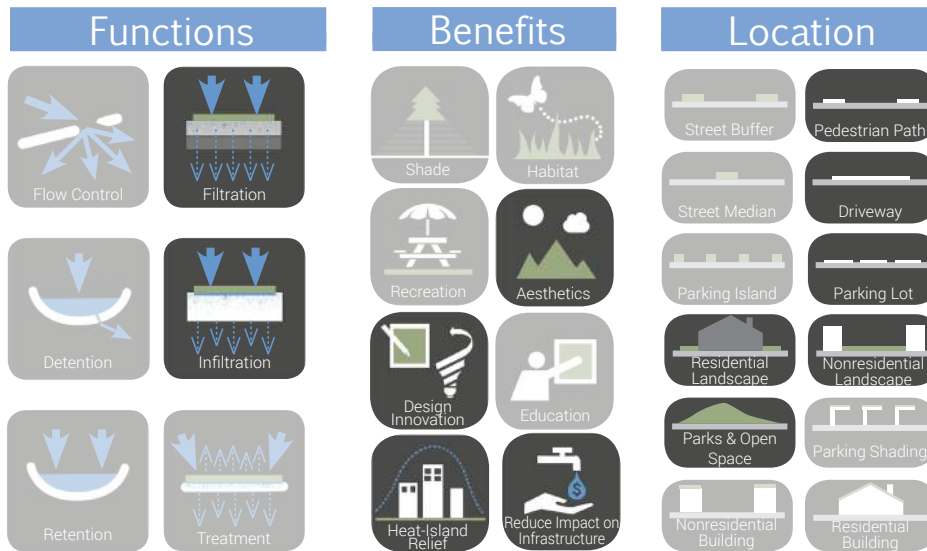 Functions
Flow Control
Filtration
Detention
Infiltration
Retention
Treatment
Benefits
Shade
Habitat
Recreation
Aesthetics
Design
Innovation
Education
Heat-Island
Relief
$
Reduce Impact on
Infrastructure
Location
Street Buffer
Pedestrian Path
Street Median
Driveway
Parking Island
Parking Lot
Residential
Landscape
Nonresidential
Landscape
Parks & Open
Space
Parking Shading
Nonresidential
Building
Residential
Building